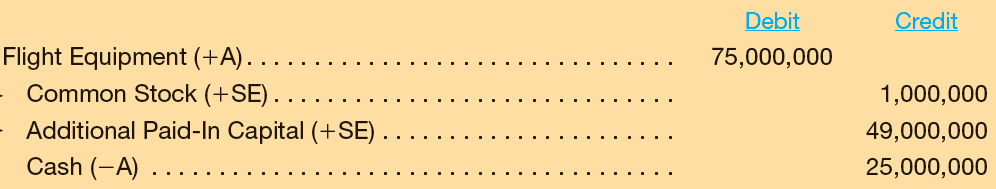 Debit Credit
Flight Equipment (+A). . . . . . . . . . . . . . . . . . . . . . . . . . . . . . . . 75,000,000
Common Stock (+SE) . . . . . . . . . . . . . . . . . . . . . . . . . . . . . . 1,000,000
Additional Paid-In Capital (+SE) . . . . . . . . . . . . . . . . . . . . . . 49,000,000
Cash (−A) . . . . . . . . . . . . . . . . . . . . . . . . . . . . . . . . . . . . . . . 25,000,000